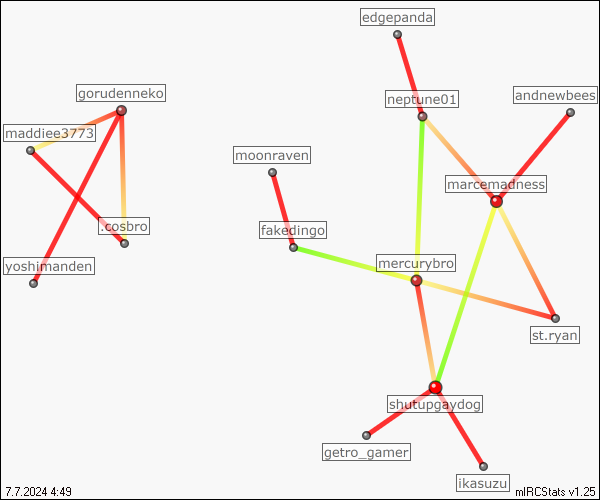 edgepanda
gorudenneko
neptune01
andnewbees
maddiee3773
moonraven
marcemadness
.cosbro
fakedingo
yoshimanden
mercurybro
st.ryan
shutupgaydog
getro_gamer
ikasuzu
7.7.2024 4:49
mIRCStats v1.25